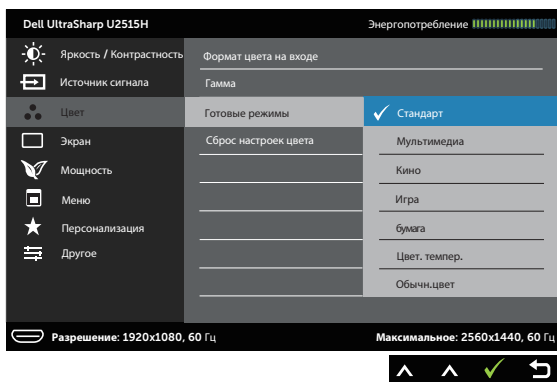 Dell UltraSharp U2515H
Энергопотребление
Яркость / Контрастность
Формат цвета на входе
Источник сигнала
Гамма
Цвет
Готовые режимы
Стандарт
Экран
Сброс настроек цвета
Мультимедиа
Мощность
Кино
Меню
Игра
Персонализация
бумага
Другое
Цвет. темпер.
Обычн.цвет
Разрешение: 1920x1080, 60 Гц
Максимальное: 2560x1440, 60 Гц